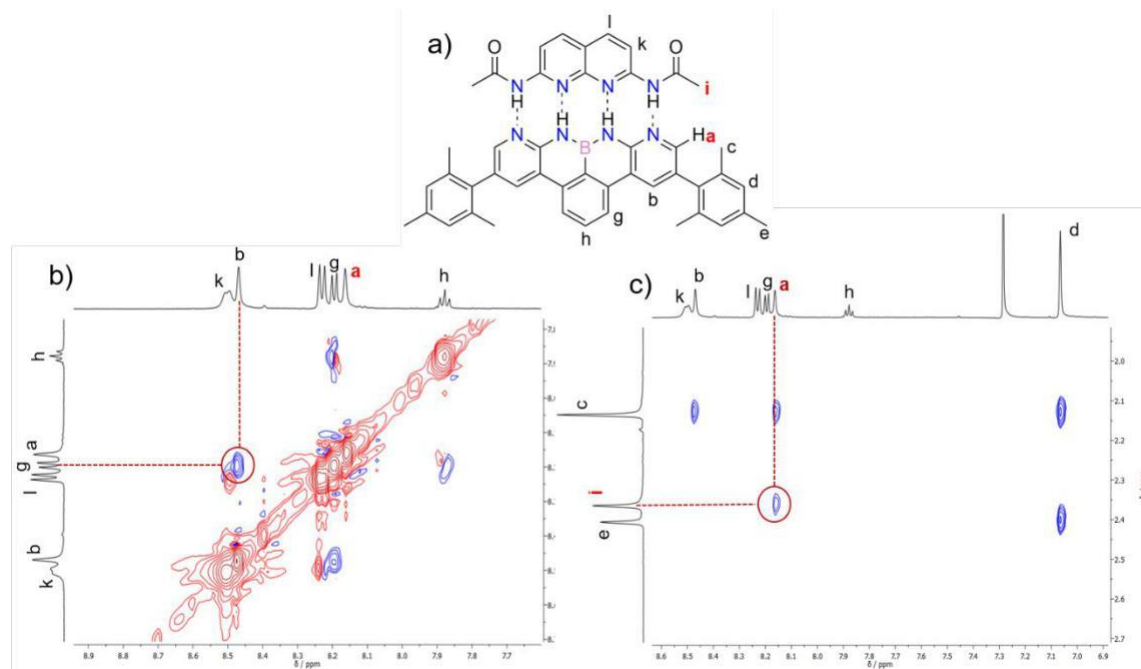 a)
l
k
O
O
N
N
N
N
i
H
H
H
H
N
N
N
N
Ha
B
c
d
b
g
h
e
b)
k
b
l
g
a
h
h
a
g
l
b
k
8.9 8.8 8.7 8.6 8.5 8.4 8.3 8.2 8.1 8.0 7.9 7.8 7.7
δ / ppm
c)
k
b
l
g
a
h
d
c
i
e
2.0
2.1
2.2
2.3
2.4
2.5
2.6
2.7
8.6 8.5 8.4 8.3 8.2 8.1 8.0 7.9 7.8 7.7 7.6 7.5 7.4 7.3 7.2 7.1 7.0 6.9
δ / ppm